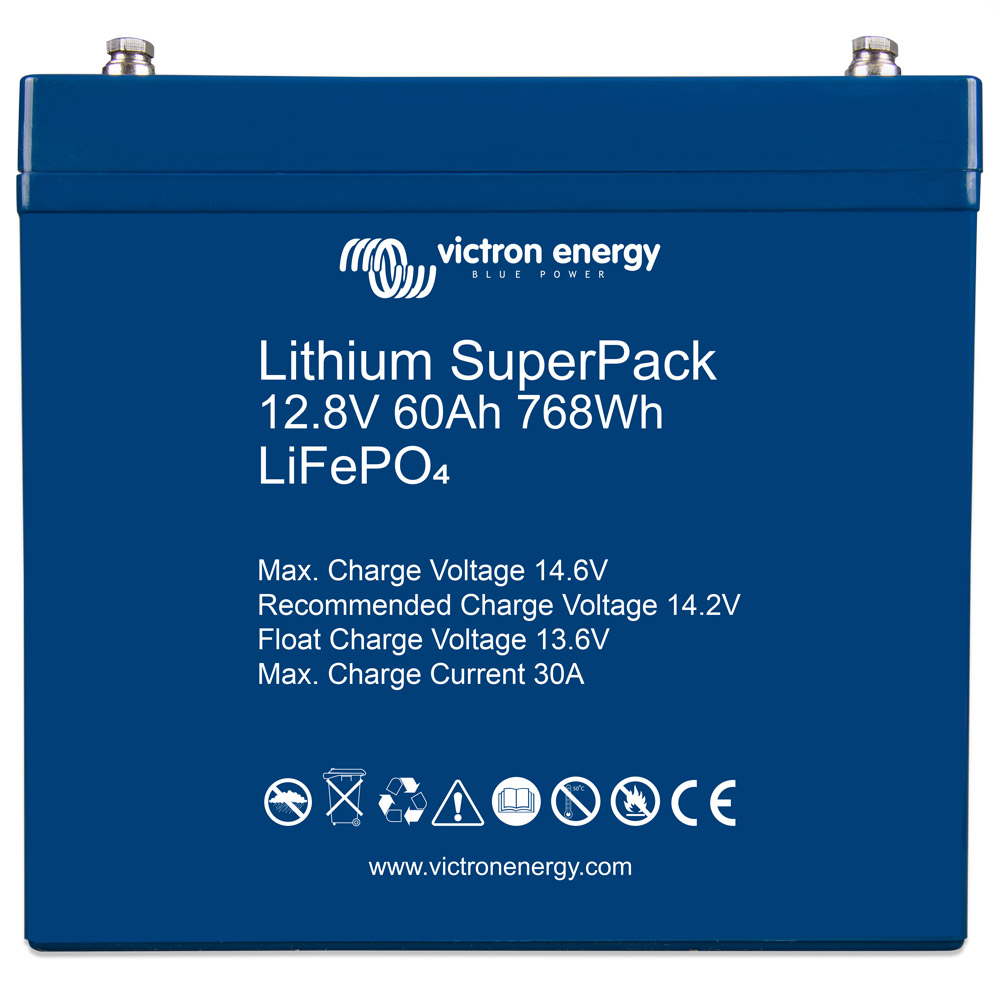 victron energy
BLUE POWER
Lithium SuperPack
12.8V 60Ah 768Wh
LiFePO₄
Max. Charge Voltage 14.6V
Recommended Charge Voltage 14.2V
Float Charge Voltage 13.6V
Max. Charge Current 30A
50°C
CE
www.victronenergy.com